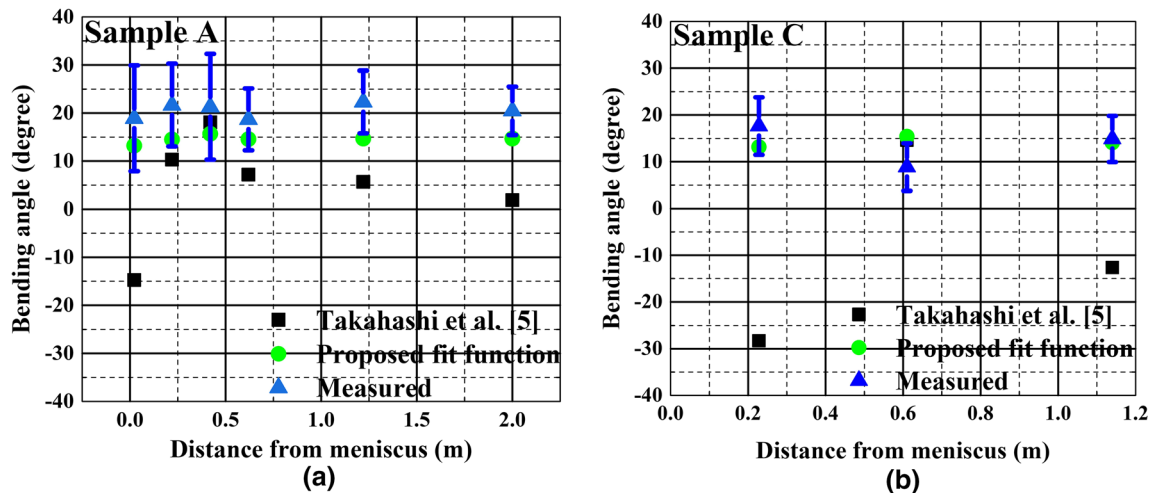 Sample A
Bending angle ((degree)
40
30
20
10
0
-10
-20
-30
-40
Takahashi et al. [5]
Proposed fit function
Measured
0.0 0.5 1.0 1.5 2.0
Distance from meniscus (m)
(a)
Sample C
Bending angle ((degree)
40
30
20
10
0
-10
-20
-30
-40
Takahashi et al. [5]
Proposed fit function
Measured
0.0 0.2 0.4 0.6 0.8 1.0 1.2
Distance from meniscus (m)
(b)